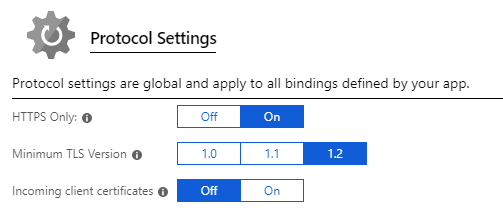 Protocol Settings
Protocol settings are global and apply to all bindings defined by your app.
HTTPS Only: Off On
Minimum TLS Version 1.0 1.1 1.2
Incoming client certificates Off On